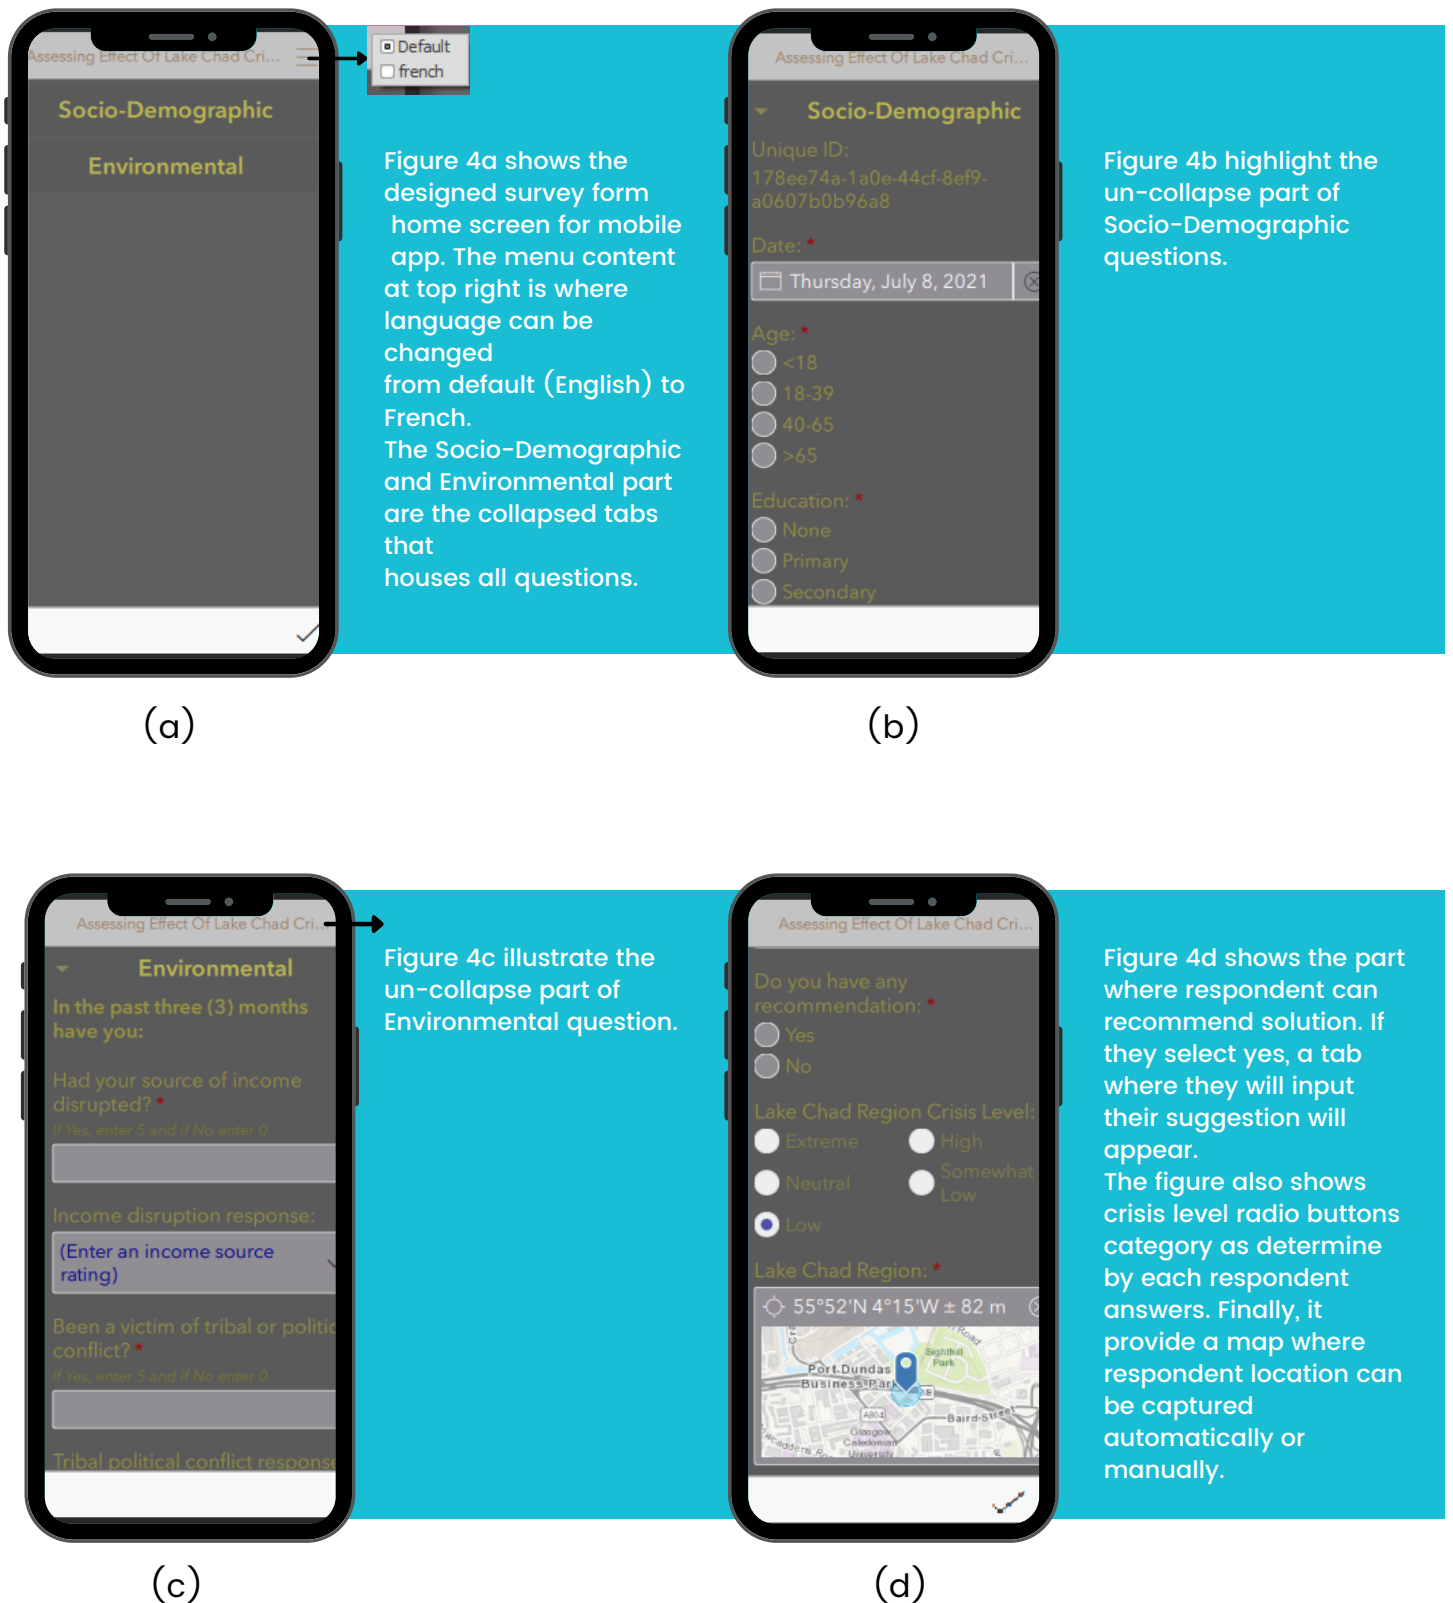 Assessing Effect Of Lake Chad Cri...
Default
french
Socio-Demographic
Environmental
Figure 4a shows the
designed survey form
home screen for mobile
app. The menu content
at top right is where
language can be
changed
from default (English) to
French.
The Socio-Demographic
and Environmental part
are the collapsed tabs
that
houses all questions.
(a)
Assessing Effect Of Lake Chad Cri...
Socio-Demographic
Unique ID:
178ee74a-1a0e-44cf-8ef9-
a0607b0b96a8
Date: *
Thursday, July 8, 2021
Age: *
<18
18-39
40-65
>65
Education: *
None
Primary
Secondary
Figure 4b highlight the
un-collapse part of
Socio-Demographic
questions.
(b)
Assessing Effect Of Lake Chad Cri...
Environmental
In the past three (3) months
have you:
Had your source of income
disrupted? *
If Yes, enter 5 and if No enter 0
Income disruption response:
(Enter an income source
rating)
Been a victim of tribal or politic
conflict? *
If Yes, enter 5 and if No enter 0
Tribal political conflict response
Figure 4c illustrate the
un-collapse part of
Environmental question.
(c)
Assessing Effect Of Lake Chad Cri...
Do you have any
recommendation: *
Yes
No
Lake Chad Region Crisis Level:
Extreme
High
Neutral
Somewhat
Low
Low
Lake Chad Region: *
55°52'N 4°15'W ± 82 m
Road
Sighthill
Park
Port Dundas
Business Park
A804
Baird-Street
Glasgow
Caledonian
University
Figure 4d shows the part
where respondent can
recommend solution. If
they select yes, a tab
where they will input
their suggestion will
appear.
The figure also shows
crisis level radio buttons
category as determine
by each respondent
answers. Finally, it
provide a map where
respondent location can
be captured
automatically or
manually.
(d)